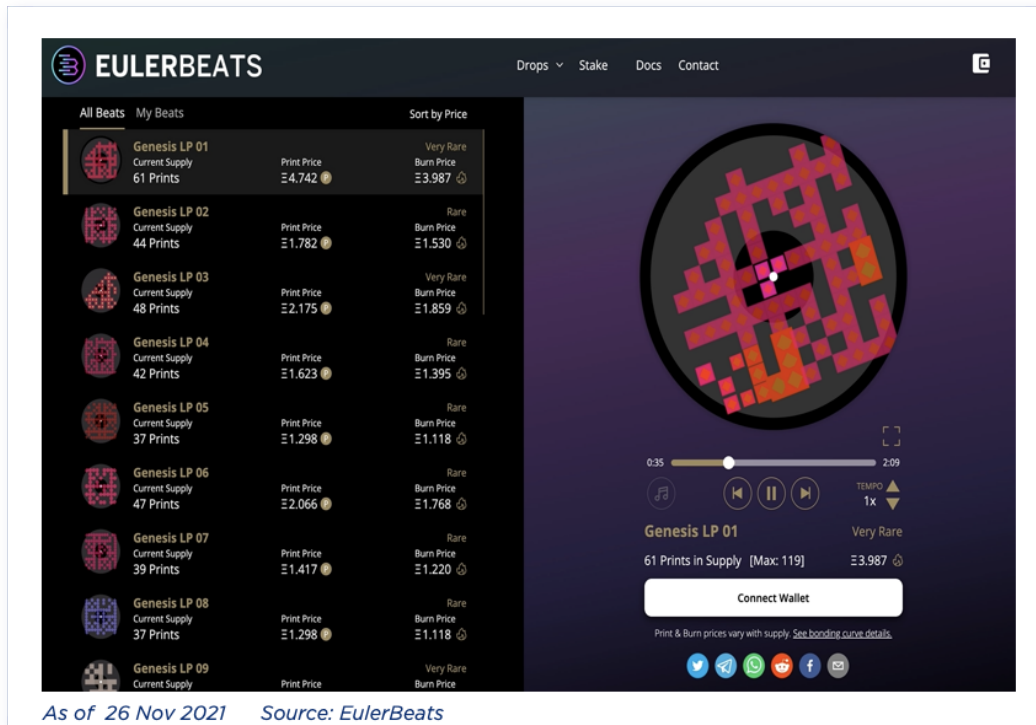 EULERBEATS
Drops Stake Docs Contact
All Beats My Beats Sort by Price
Genesis LP 01 Very Rare
Current Supply Print Price Burn Price
61 Prints Ξ4.742 P Ξ3.987
Genesis LP 02 Rare
Current Supply Print Price Burn Price
44 Prints Ξ1.782 P Ξ1.530
Genesis LP 03 Very Rare
Current Supply Print Price Burn Price
48 Prints Ξ2.175 P Ξ1.859
Genesis LP 04 Rare
Current Supply Print Price Burn Price
42 Prints Ξ1.623 P Ξ1.395
Genesis LP 05 Rare
Current Supply Print Price Burn Price
37 Prints Ξ1.298 P Ξ1.118
Genesis LP 06 Rare
Current Supply Print Price Burn Price
47 Prints Ξ2.066 P Ξ1.768
Genesis LP 07 Rare
Current Supply Print Price Burn Price
39 Prints Ξ1.417 P Ξ1.220
Genesis LP 08 Rare
Current Supply Print Price Burn Price
37 Prints Ξ1.298 P Ξ1.118
Genesis LP 09 Very Rare
Current Supply Print Price Burn Price
0:35 2:09
TEMPO
1x
Genesis LP 01 Very Rare
61 Prints in Supply [Max: 119] Ξ3.987
Connect Wallet
Print & Burn prices vary with supply. See bonding curve details.
As of 26 Nov 2021 Source: EulerBeats